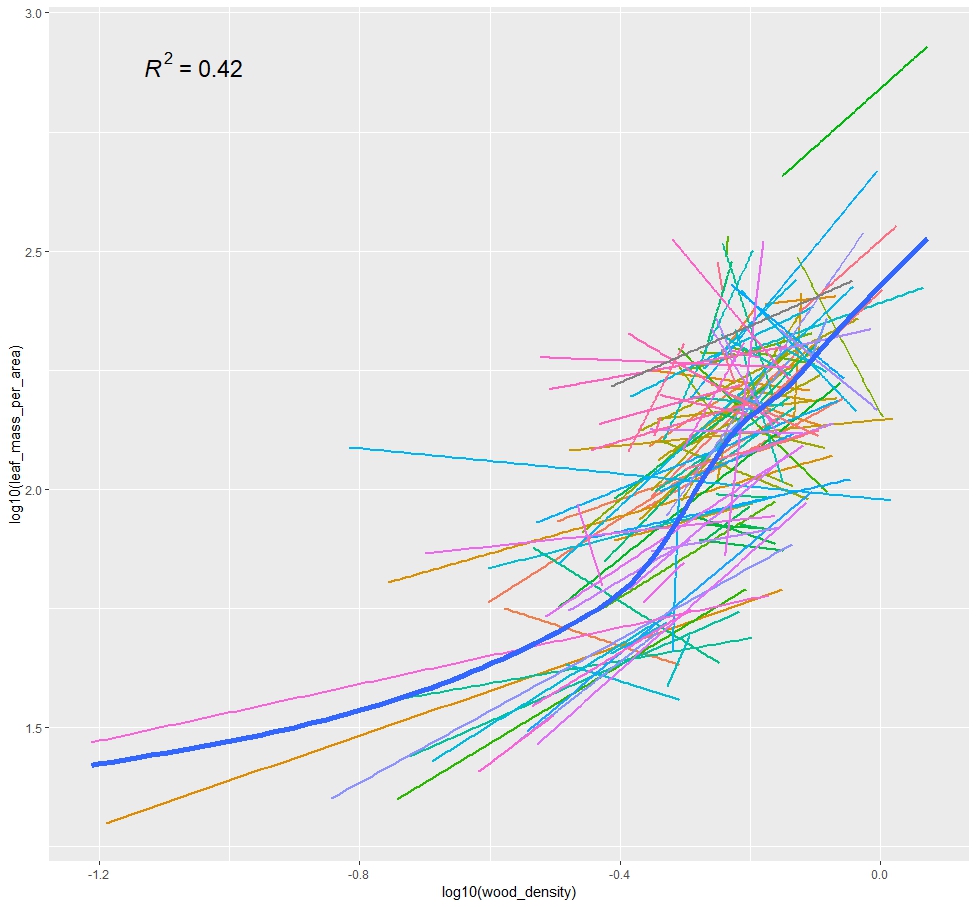 R² = 0.42
3.0
2.5
2.0
1.5
log10(leaf_mass_per_area)
-1.2 -0.8 -0.4 0.0
log10(wood_density)